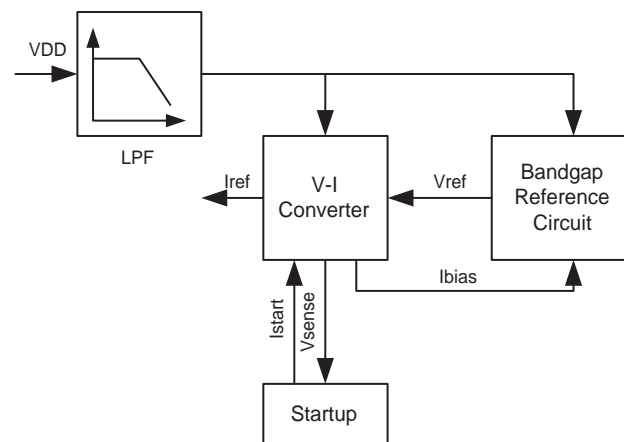 VDD
LPF
Iref
V-I
Converter
Vref
Bandgap
Reference
Circuit
Ibias
Istart
Vsense
Startup